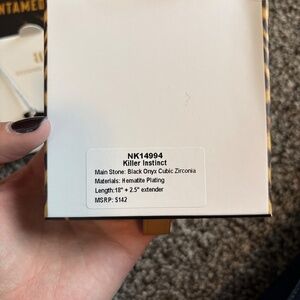 NTAMED
NK14994
Killer Instinct
Main Stone: Black Onyx Cubic Zirconia
Materials: Hematite Plating
Length:18" + 2.5" extender
MSRP: $142